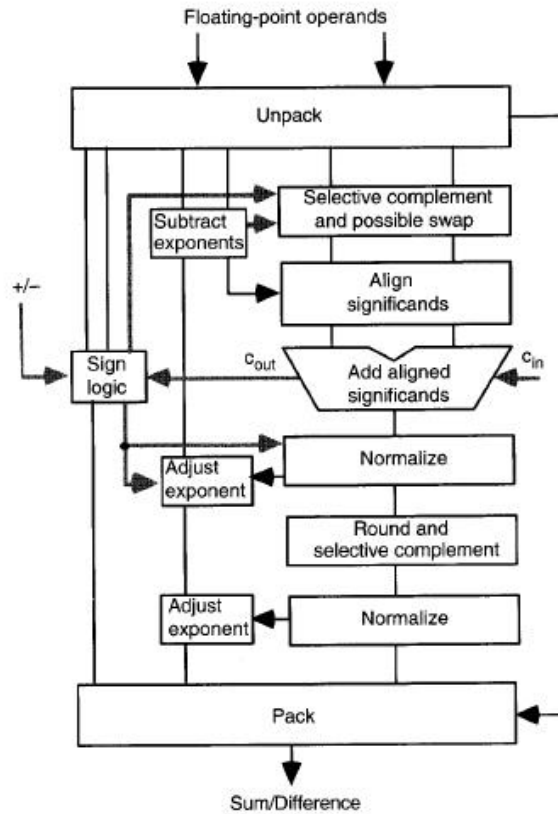 Floating-point operands
Unpack
Selective complement
and possible swap
Subtract
exponents
Align
significands
+/−
Sign
logic
c_out
Add aligned
significands
c_in
Normalize
Adjust
exponent
Round and
selective complement
Adjust
exponent
Normalize
Pack
Sum/Difference